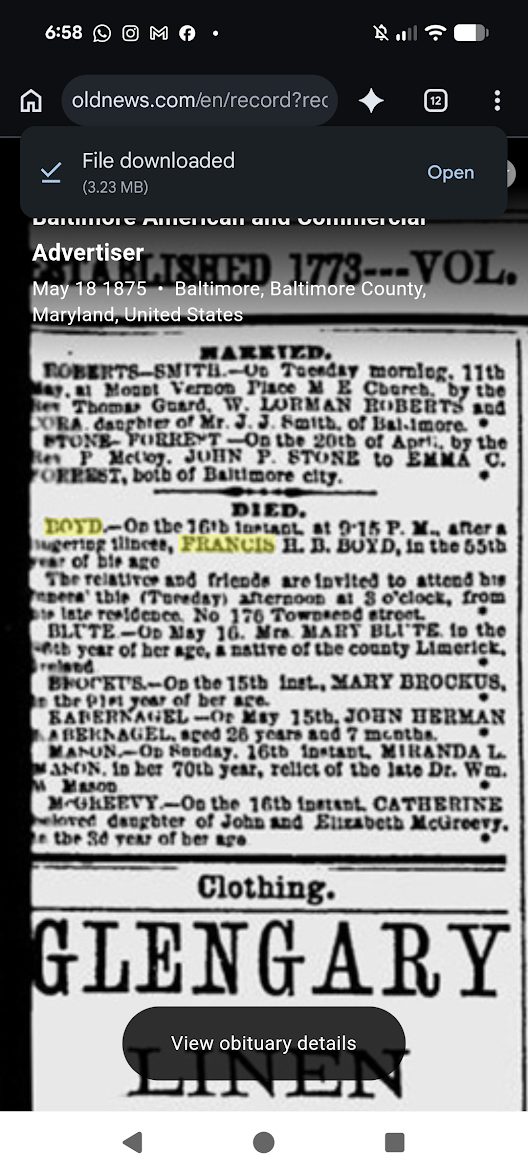 6:58
oldnews.com/en/record?rec
12
File downloaded
(3.23 MB)
Open
Baltimore American and Commercial
Advertiser
ESTABLISHED 1773---VOL.
May 18 1875 • Baltimore, Baltimore County,
Maryland, United States
MARRIED.
ROBERTS—SMITH.—On Tuesday morning, 11th
May, at Mount Vernon Place M E Church, by the
Rev Thomas Guard, W. LORMAN ROBERTS and
CORA, daughter of Mr. J. J. Smith, of Baltimore. *
STONE—FORREST—On the 20th of April, by the
Rev P McCoy, JOHN P. STONE to EMMA C.
FORREST, both of Baltimore city.
DIED.
BOYD.—On the 16th instant, at 9·15 P. M., after a
lingering illness, FRANCIS H. B. BOYD, in the 55th
year of his age
The relatives and friends are invited to attend his
funeral this (Tuesday) afternoon at 3 o'clock, from
his late residence, No 176 Townsend street. *
BLUTE—On May 16, Mrs. MARY BLUTE, in the
year of her age, a native of the county Limerick,
Ireland. *
—On the 15th inst., MARY BROCKUS,
in the 91st year of her age. *
—On May 15th, JOHN HERMAN
aged 26 years and 7 months. *
MASON.—On Sunday, 16th instant, MIRANDA L.
MASON, in her 70th year, relict of the late Dr. Wm.
M Mason *
McGREEVY.—On the 16th instant, CATHERINE
beloved daughter of John and Elizabeth McGreevy,
in the 3d year of her age *
Clothing.
GLENGARY
View obituary details
LINEN